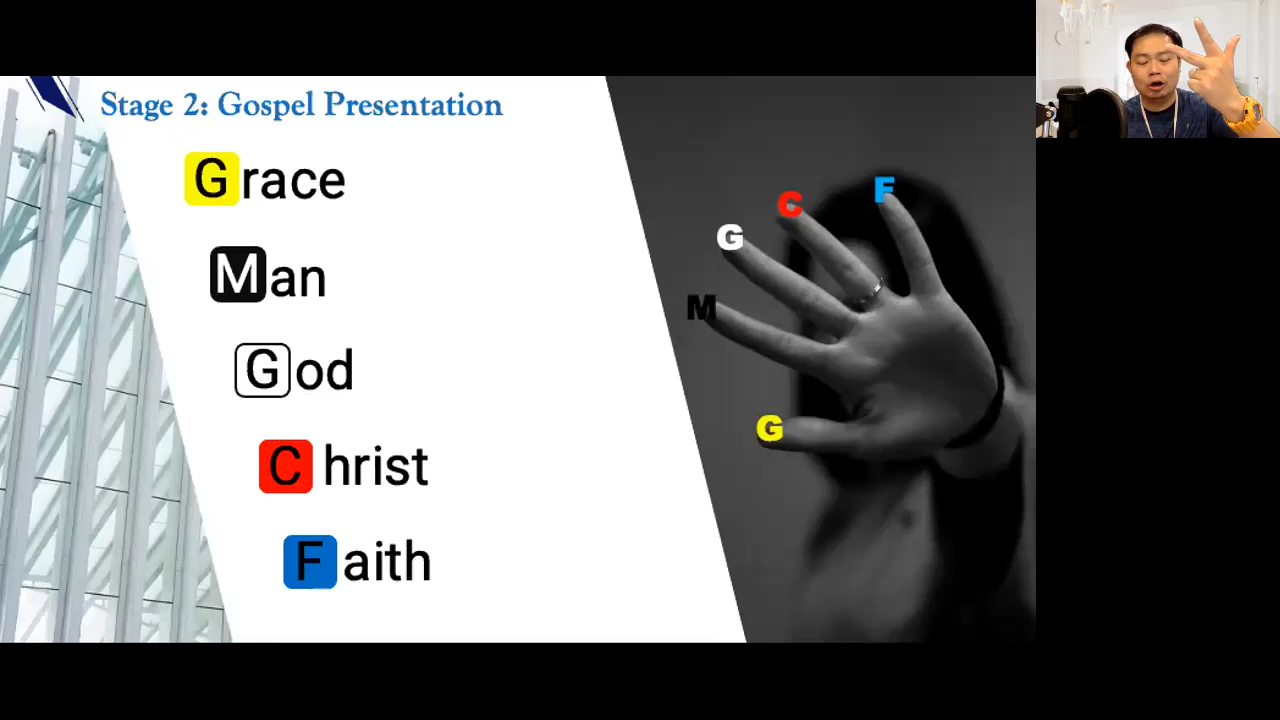 Stage 2: Gospel Presentation
Grace
Man
God
Christ
Faith
F
C
G
M
G